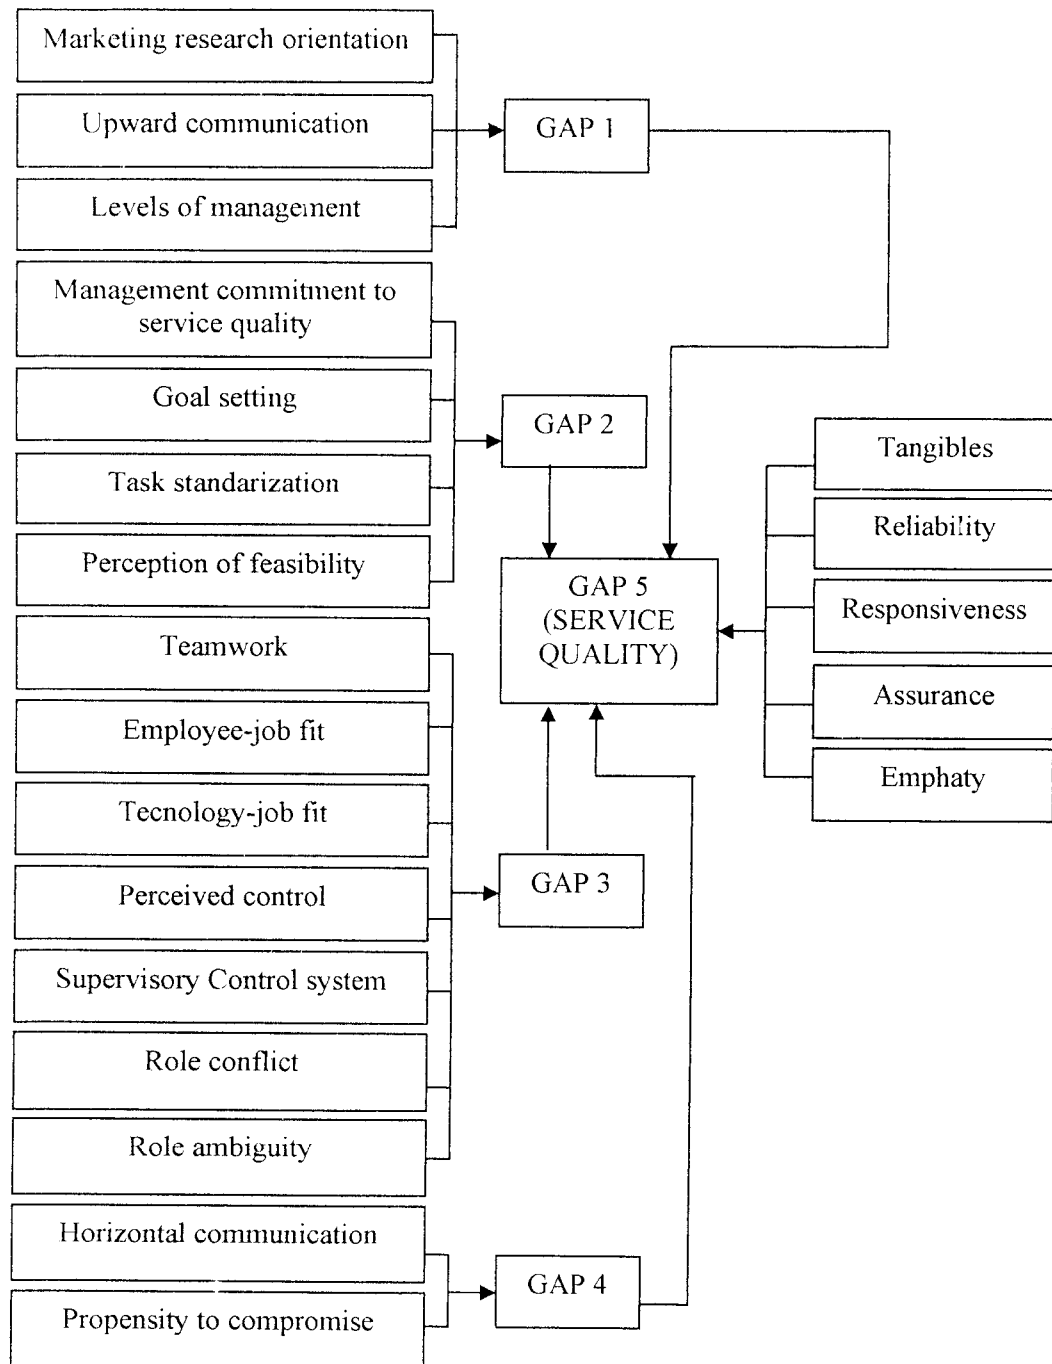 Marketing research orientation
Upward communication
Levels of management
GAP 1
Management commitment to
service quality
Goal setting
Task standarization
Perception of feasibility
GAP 2
Teamwork
Employee-job fit
Tecnology-job fit
Perceived control
Supervisory Control system
Role conflict
Role ambiguity
GAP 3
Horizontal communication
Propensity to compromise
GAP 4
GAP 5
(SERVICE
QUALITY)
Tangibles
Reliability
Responsiveness
Assurance
Emphaty